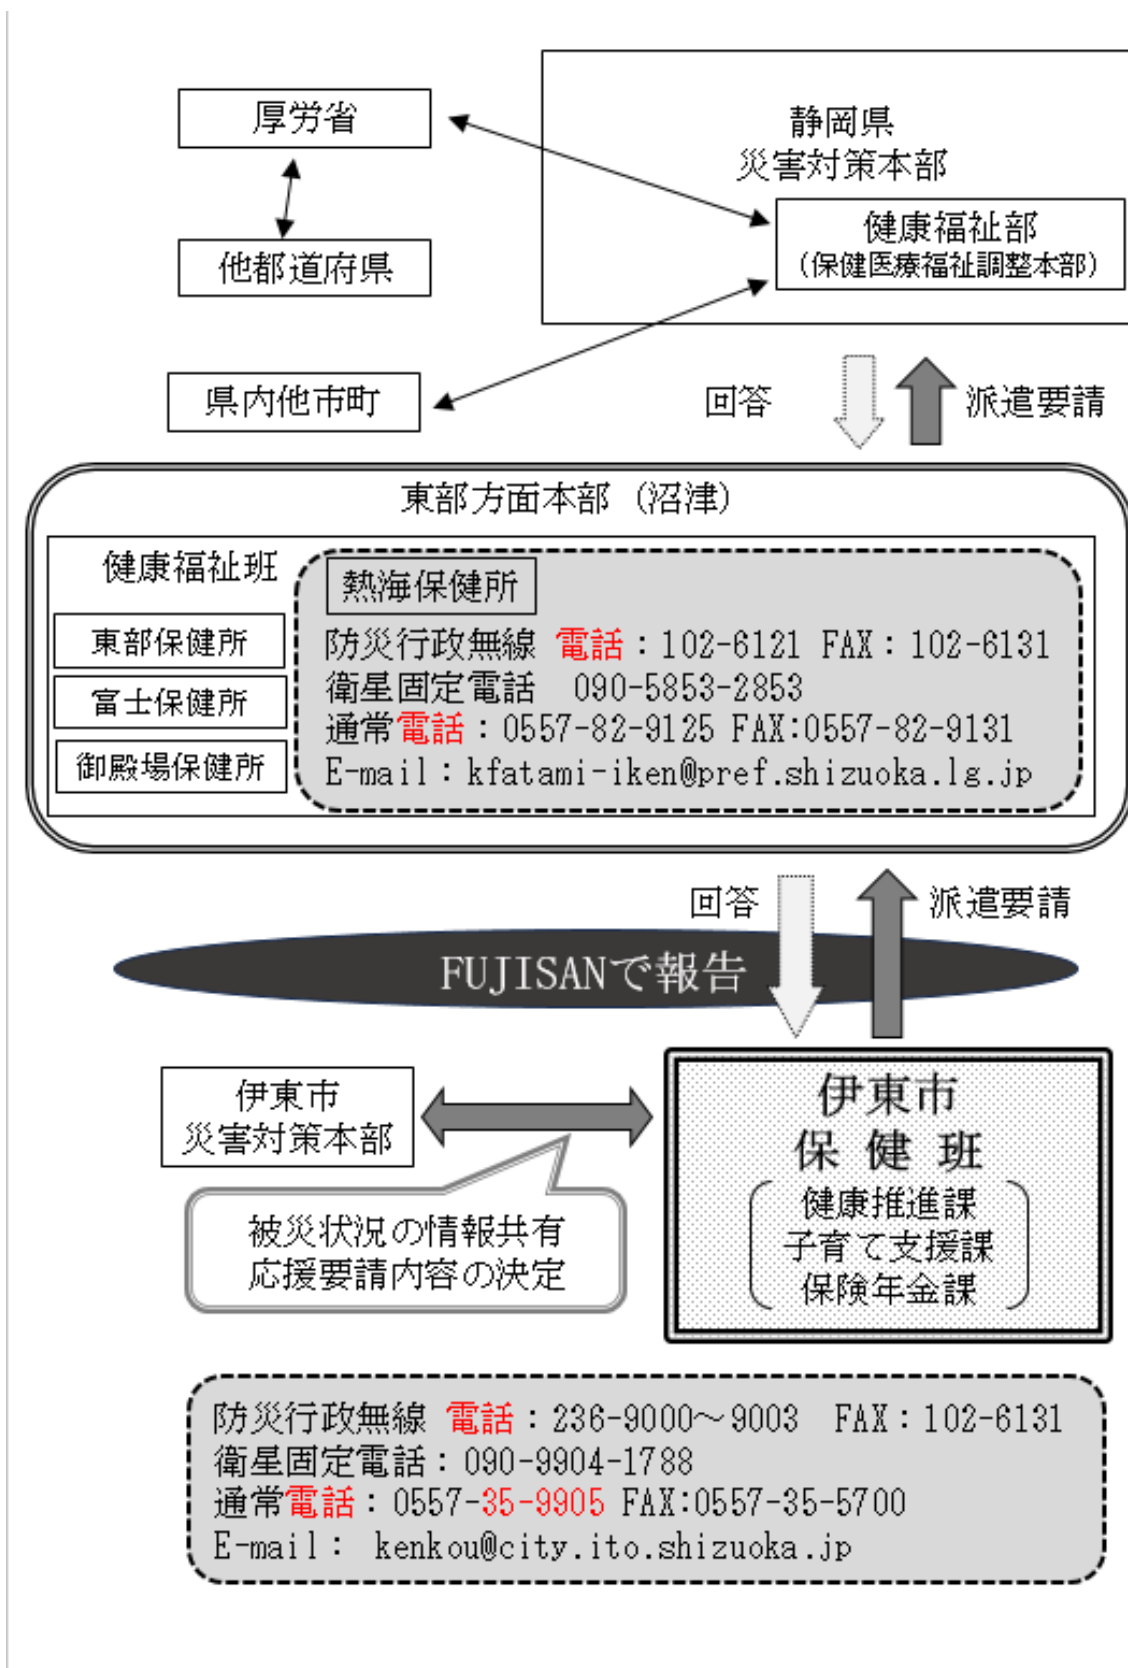 厚労省
静岡県
災害対策本部
健康福祉部
(保健医療福祉調整本部)
他都道府県
県内他市町
回答
派遣要請
東部方面本部（沼津）
健康福祉班
東部保健所
富士保健所
御殿場保健所
熱海保健所
防災行政無線 電話：102-6121 FAX：102-6131
衛星固定電話　090-5853-2853
通常電話：0557-82-9125 FAX:0557-82-9131
E-mail：kfatami-iken@pref.shizuoka.lg.jp
回答
派遣要請
FUJISANで報告
伊東市
災害対策本部
伊東市
保 健 班
健康推進課
子育て支援課
保険年金課
被災状況の情報共有
応援要請内容の決定
防災行政無線 電話：236-9000～9003　FAX：102-6131
衛星固定電話：090-9904-1788
通常電話：0557-35-9905 FAX:0557-35-5700
E-mail： kenkou@city.ito.shizuoka.jp